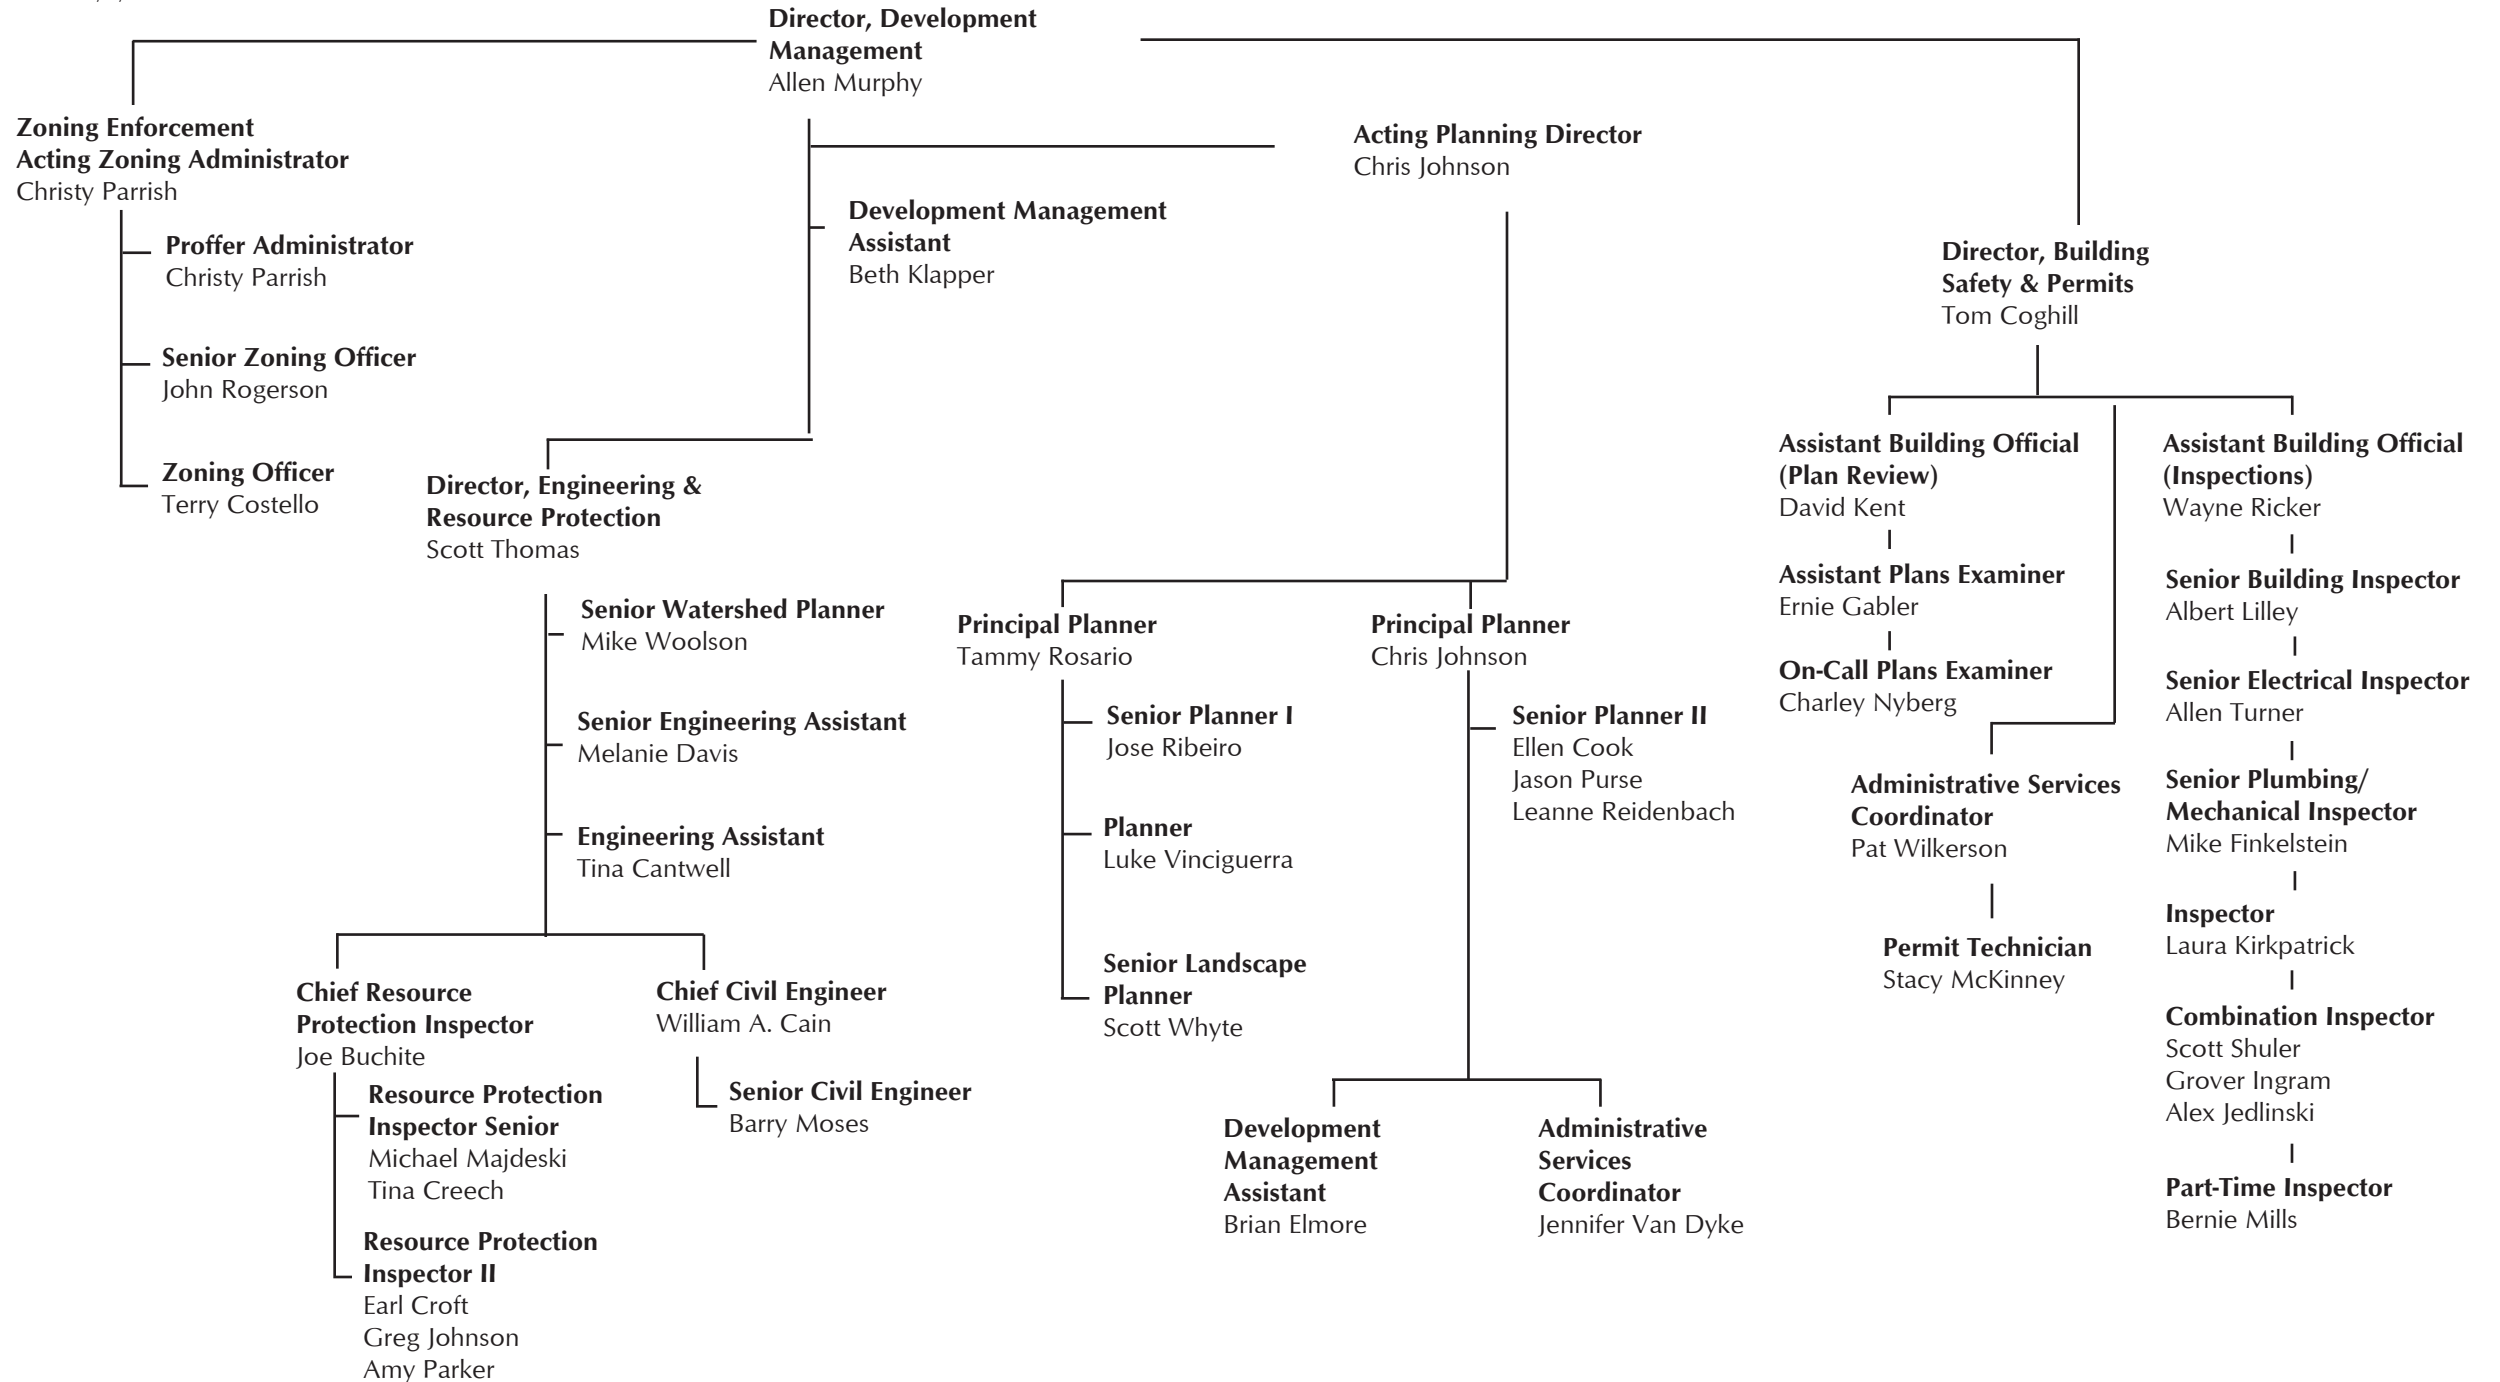 Director, Development
Management
Allen Murphy
Zoning Enforcement
Acting Zoning Administrator
Christy Parrish
Proffer Administrator
Christy Parrish
Senior Zoning Officer
John Rogerson
Zoning Officer
Terry Costello
Acting Planning Director
Chris Johnson
Development Management
Assistant
Beth Klapper
Director, Building
Safety & Permits
Tom Coghill
Director, Engineering &
Resource Protection
Scott Thomas
Senior Watershed Planner
Mike Woolson
Senior Engineering Assistant
Melanie Davis
Engineering Assistant
Tina Cantwell
Chief Resource
Protection Inspector
Joe Buchite
Resource Protection
Inspector Senior
Michael Majdeski
Tina Creech
Resource Protection
Inspector II
Earl Croft
Greg Johnson
Amy Parker
Chief Civil Engineer
William A. Cain
Senior Civil Engineer
Barry Moses
Principal Planner
Tammy Rosario
Senior Planner I
Jose Ribeiro
Planner
Luke Vinciguerra
Senior Landscape
Planner
Scott Whyte
Principal Planner
Chris Johnson
Senior Planner II
Ellen Cook
Jason Purse
Leanne Reidenbach
Development
Management
Assistant
Brian Elmore
Administrative
Services
Coordinator
Jennifer Van Dyke
Assistant Building Official
(Plan Review)
David Kent
Assistant Plans Examiner
Ernie Gabler
On-Call Plans Examiner
Charley Nyberg
Administrative Services
Coordinator
Pat Wilkerson
Permit Technician
Stacy McKinney
Assistant Building Official
(Inspections)
Wayne Ricker
Senior Building Inspector
Albert Lilley
Senior Electrical Inspector
Allen Turner
Senior Plumbing/
Mechanical Inspector
Mike Finkelstein
Inspector
Laura Kirkpatrick
Combination Inspector
Scott Shuler
Grover Ingram
Alex Jedlinski
Part-Time Inspector
Bernie Mills